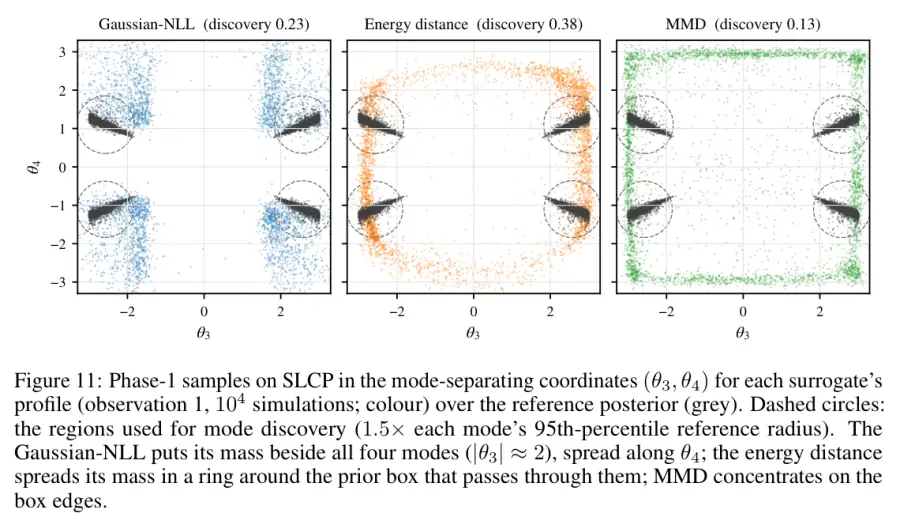 Gaussian-NLL (discovery 0.23)
Energy distance (discovery 0.38)
MMD (discovery 0.13)
3
2
1
0
−1
−2
−3
θ4
−2 0 2
−2 0 2
−2 0 2
θ3
θ3
θ3
Figure 11: Phase-1 samples on SLCP in the mode-separating coordinates (θ3, θ4) for each surrogate's
profile (observation 1, 10^4 simulations; colour) over the reference posterior (grey). Dashed circles:
the regions used for mode discovery (1.5× each mode's 95th-percentile reference radius). The
Gaussian-NLL puts its mass beside all four modes (|θ3| ≈ 2), spread along θ4; the energy distance
spreads its mass in a ring around the prior box that passes through them; MMD concentrates on the
box edges.